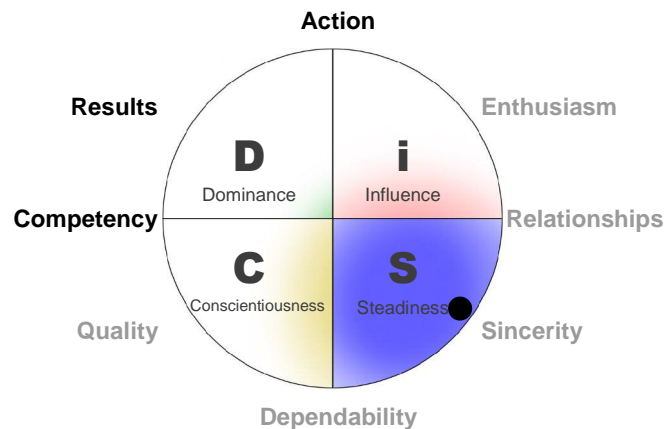 Action
Results
Enthusiasm
D
Dominance
i
Influence
Competency
Relationships
C
Conscientiousness
S
Steadiness
Quality
Sincerity
Dependability